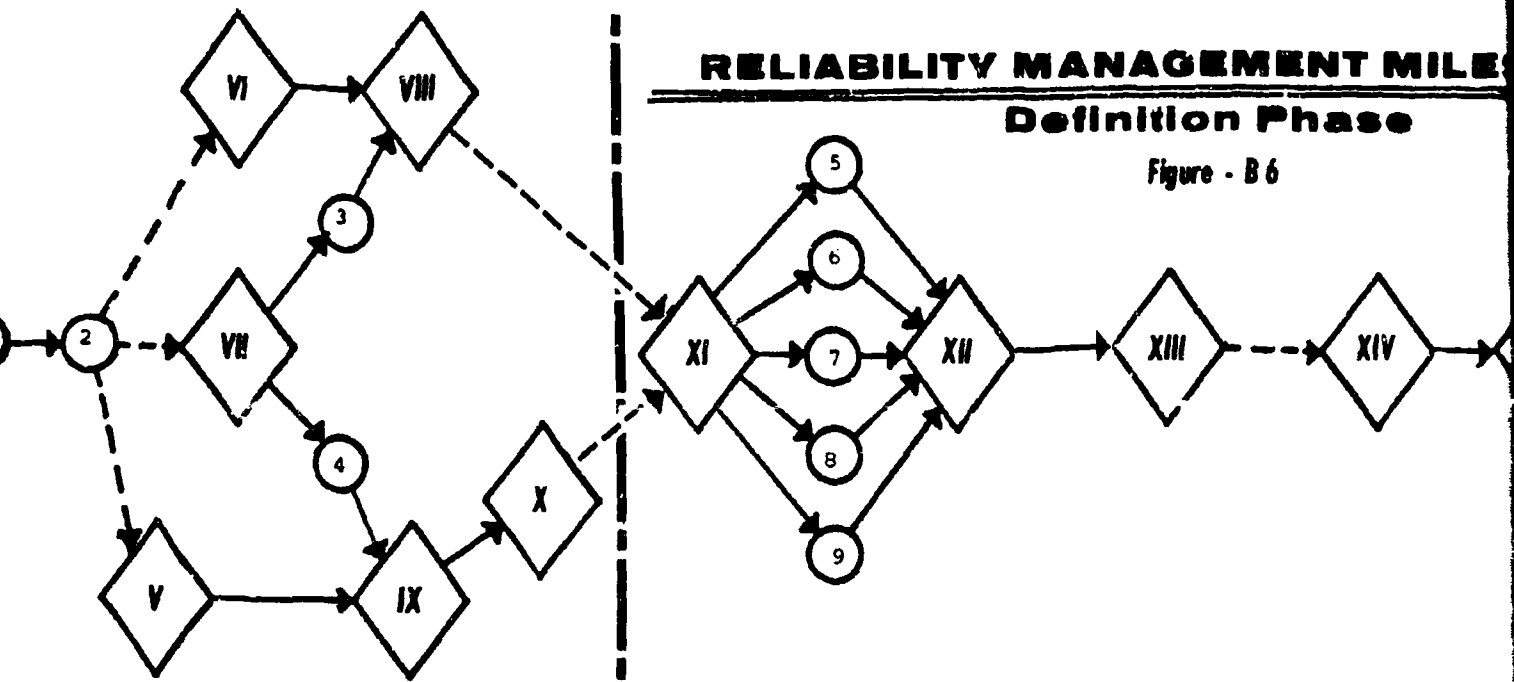 RELIABILITY MANAGEMENT MILES
Definition Phase
Figure - B 6
VI
VIII
5
3
6
2
VII
XI
7
XII
XIII
XIV
4
8
X
9
V
IX